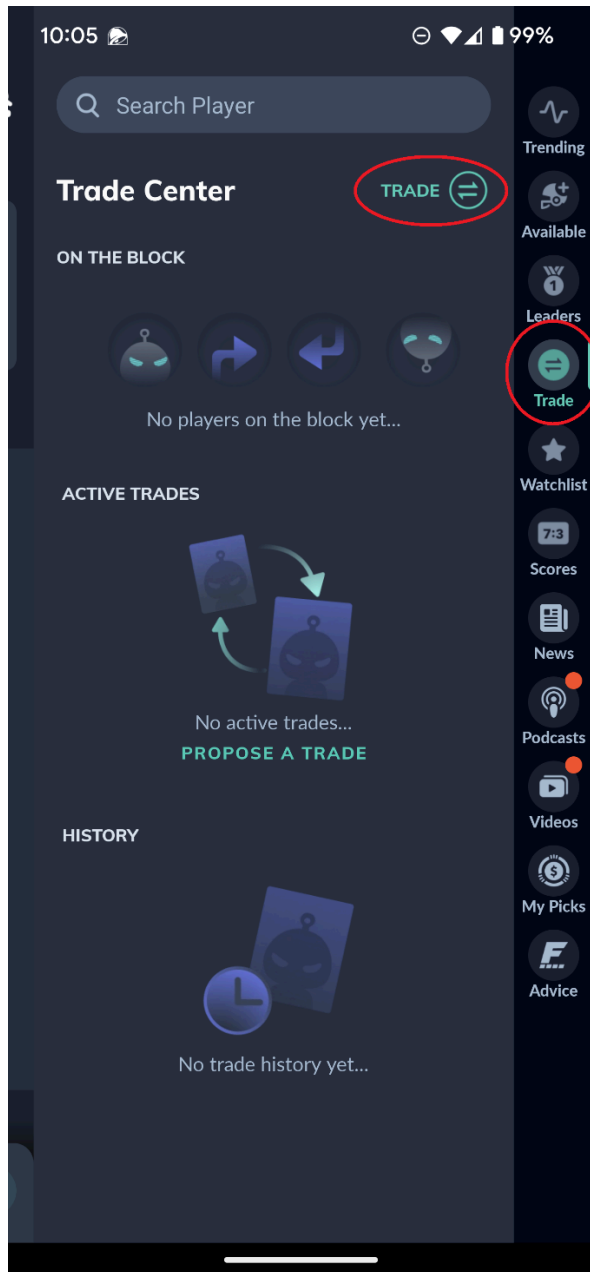 10:05
99%
Search Player
Trade Center
TRADE
ON THE BLOCK
No players on the block yet...
ACTIVE TRADES
No active trades...
PROPOSE A TRADE
HISTORY
No trade history yet...
Trending
Available
1
Leaders
Trade
Watchlist
7:3
Scores
News
Podcasts
Videos
$
My Picks
F
Advice